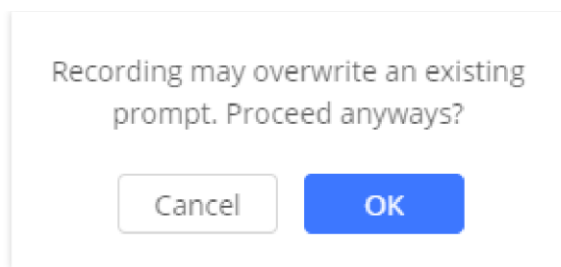 Recording may overwrite an existing
prompt. Proceed anyways?
Cancel
OK